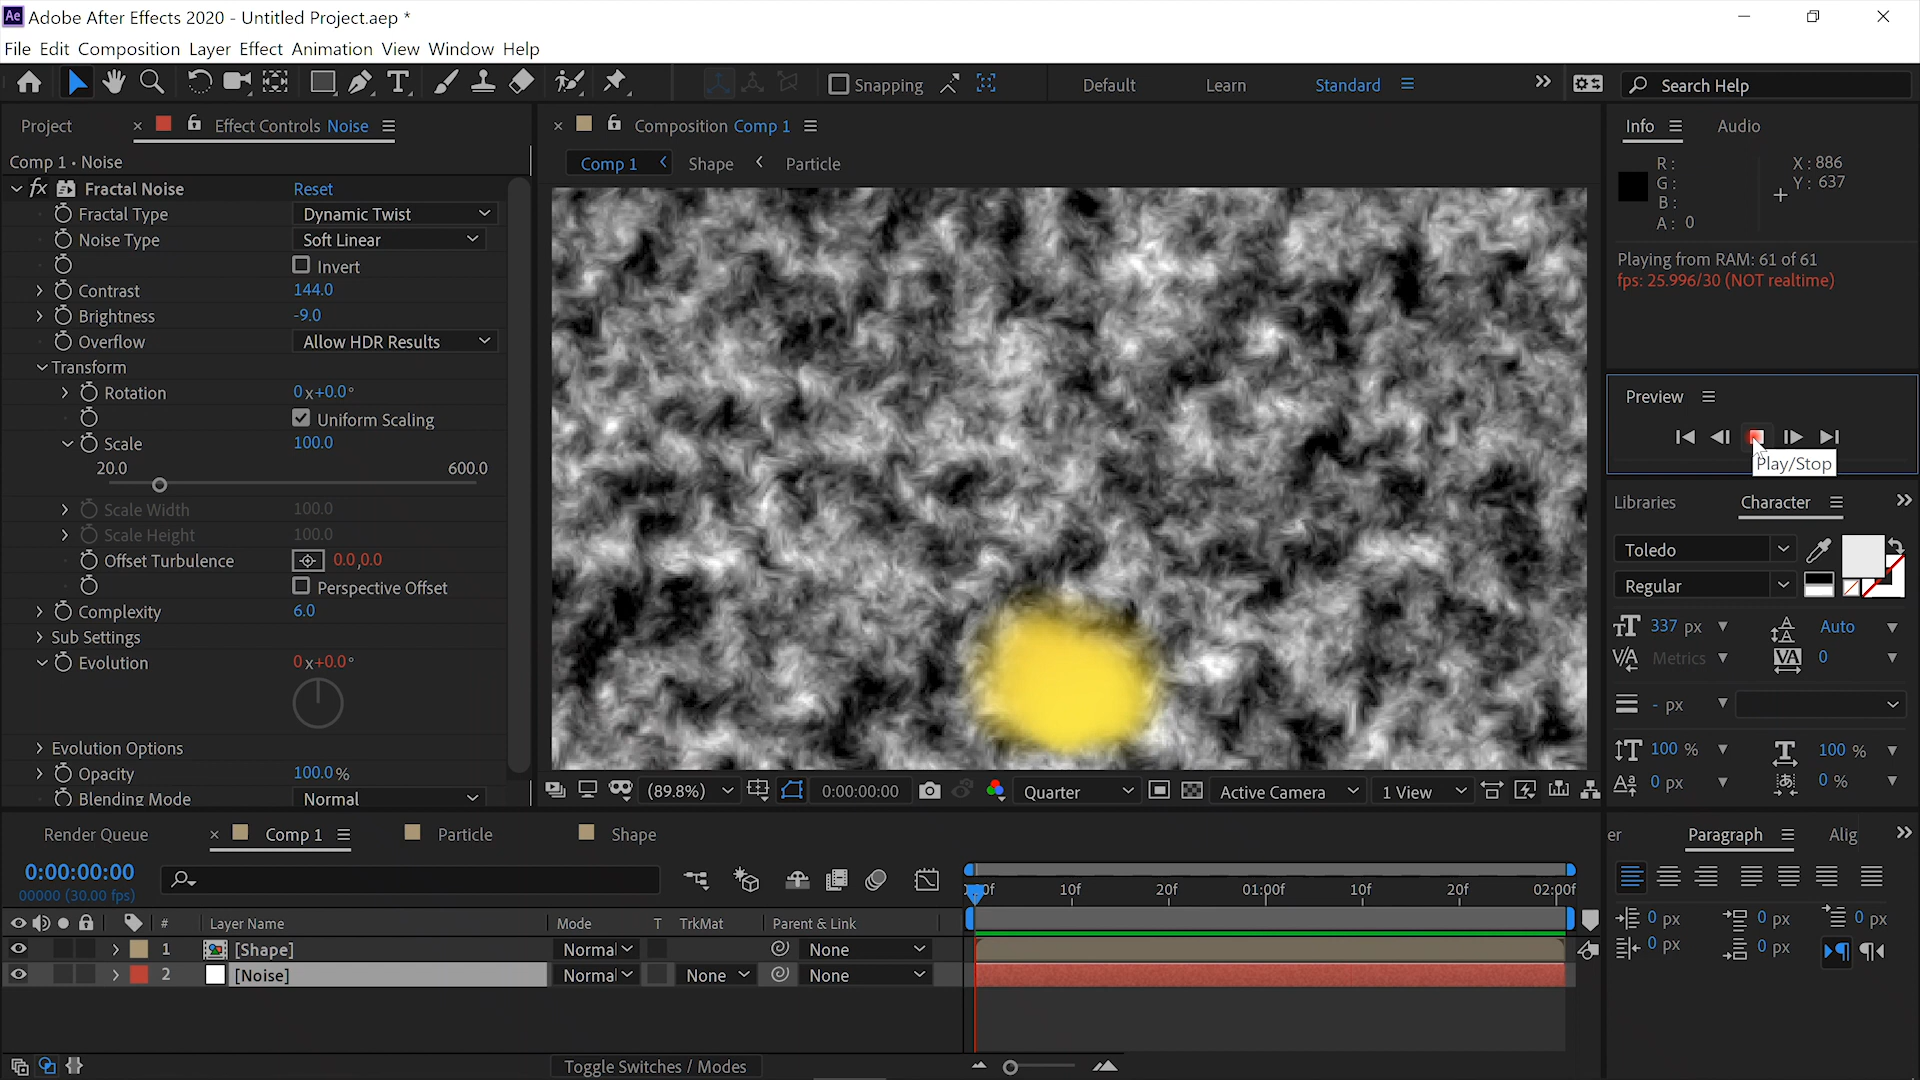 Ae Adobe After Effects 2020 - Untitled Project.aep *
File Edit Composition Layer Effect Animation View Window Help
Snapping
Default
Learn
Standard
Search Help
Project
Effect Controls Noise
Comp 1 • Noise
fx Fractal Noise Reset
Fractal Type Dynamic Twist
Noise Type Soft Linear
Invert
Contrast 144.0
Brightness -9.0
Overflow Allow HDR Results
Transform
Rotation 0x+0.0°
Uniform Scaling
Scale 100.0
20.0 600.0
Scale Width 100.0
Scale Height 100.0
Offset Turbulence 0.0,0.0
Perspective Offset
Complexity 6.0
Sub Settings
Evolution 0x+0.0°
Evolution Options
Opacity 100.0%
Blending Mode Normal
Composition Comp 1
Comp 1 Shape Particle
(89.8%) 0:00:00:00 Quarter Active Camera 1 View
Info Audio
R: X: 886
G: Y: 637
B:
A: 0
Playing from RAM: 61 of 61
fps: 25.996/30 (NOT realtime)
Preview
Play/Stop
Libraries Character
Toledo
Regular
337 px Auto
Metrics 0
- px
100 % 100 %
0 px 0 %
Render Queue Comp 1 Particle Shape
0:00:00:00
00000 (30.00 fps)
0f 10f 20f 01:00f 10f 20f 02:00f
# Layer Name Mode T TrkMat Parent & Link
1 [Shape] Normal None
2 [Noise] Normal None None
Toggle Switches / Modes
er Paragraph Alig
0 px 0 px 0 px
0 px 0 px